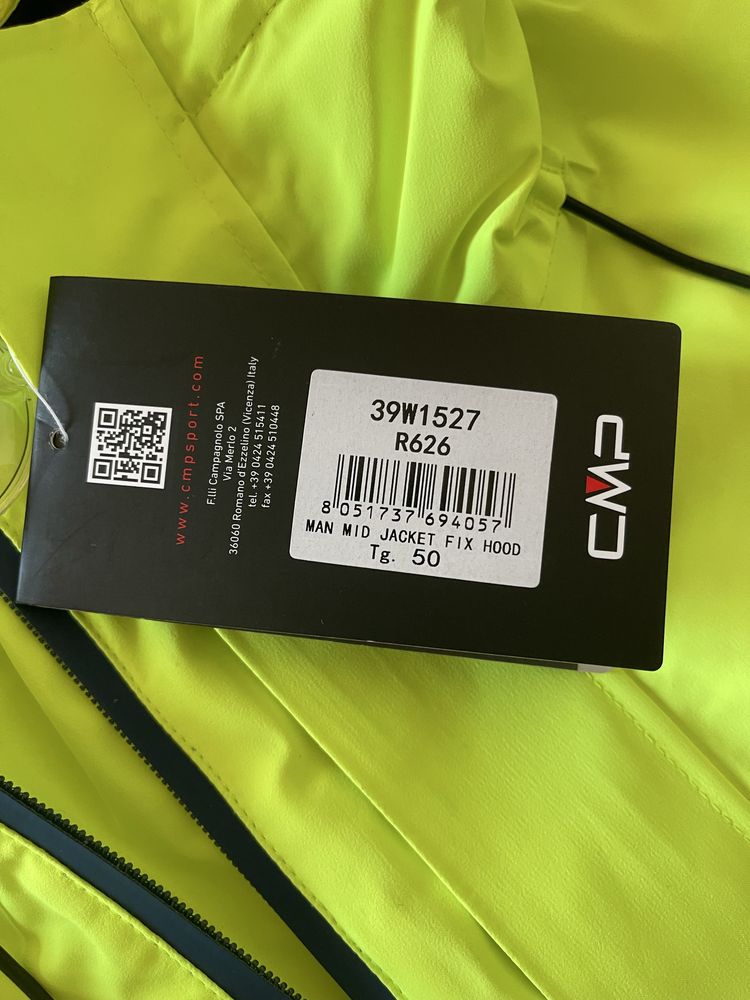 www.cmpsport.com
F.lli Campagnolo SPA
Via Merlo 2
36060 Romano d'Ezzelino (Vicenza) Italy
tel. +39 0424 515411
fax +39 0424 510448
39W1527
R626
8 051737 694057
MAN MID JACKET FIX HOOD
Tg. 50
CMP